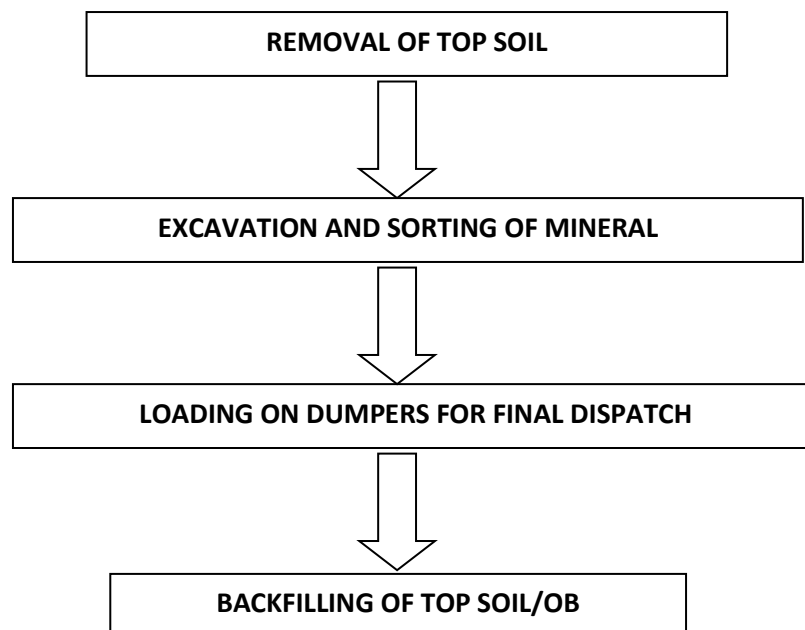 REMOVAL OF TOP SOIL
EXCAVATION AND SORTING OF MINERAL
LOADING ON DUMPERS FOR FINAL DISPATCH
BACKFILLING OF TOP SOIL/OB